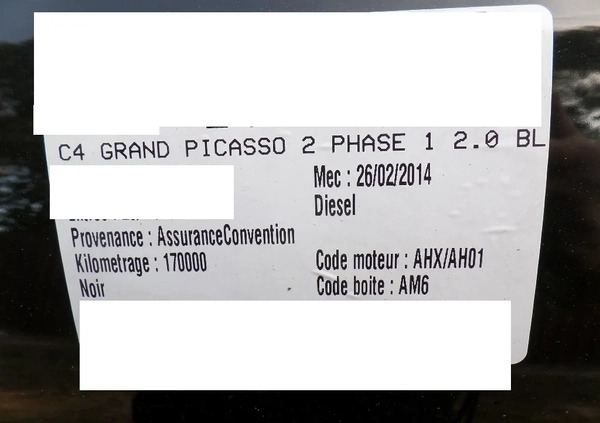 C4 GRAND PICASSO 2 PHASE 1 2.0 BL
Mec : 26/02/2014
Diesel
Provenance : AssuranceConvention
Kilometrage : 170000
Code moteur : AHX/AH01
Noir
Code boite : AM6